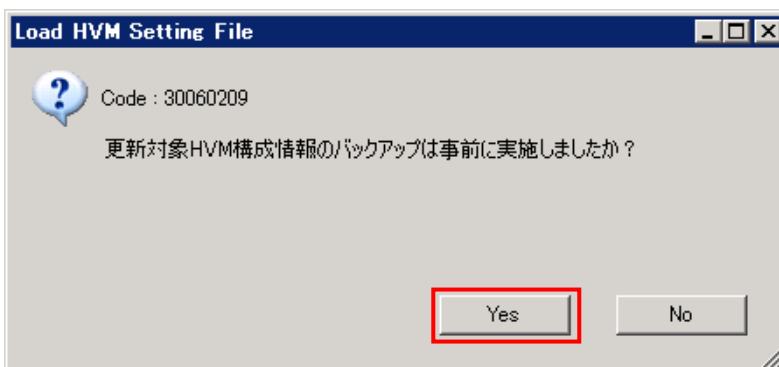 Load HVM Setting File
Code : 30060209
更新対象HVM構成情報のバックアップは事前に実施しましたか？
Yes No